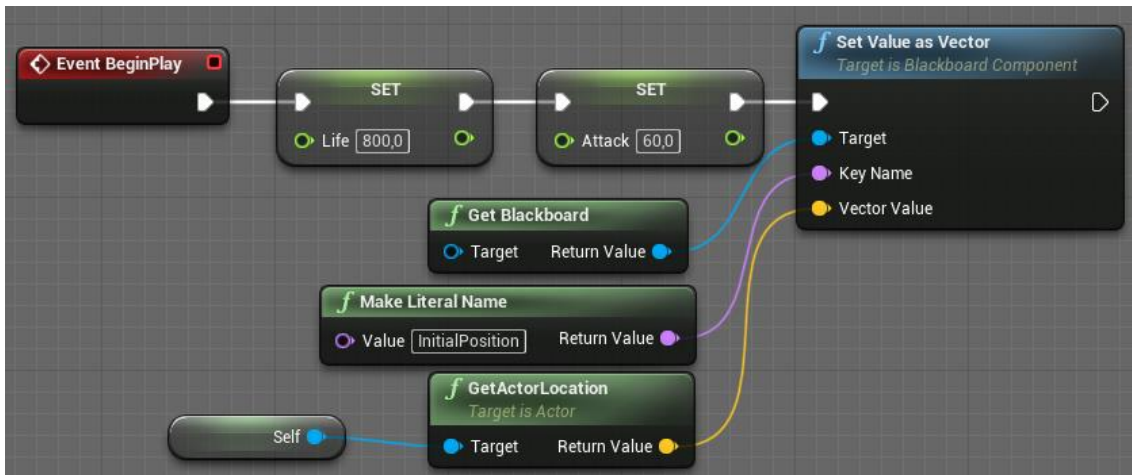 Event BeginPlay
SET
Life 800,0
SET
Attack 60,0
f Set Value as Vector
Target is Blackboard Component
Target
Key Name
Vector Value
f Get Blackboard
Target Return Value
f Make Literal Name
Value InitialPosition Return Value
f GetActorLocation
Target is Actor
Self
Target Return Value